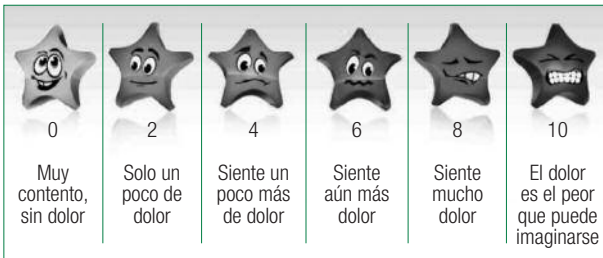 0
Muy
contento,
sin dolor
2
Solo un
poco de
dolor
4
Siente un
poco más
de dolor
6
Siente
aún más
dolor
8
Siente
mucho
dolor
10
El dolor
es el peor
que puede
imaginarse